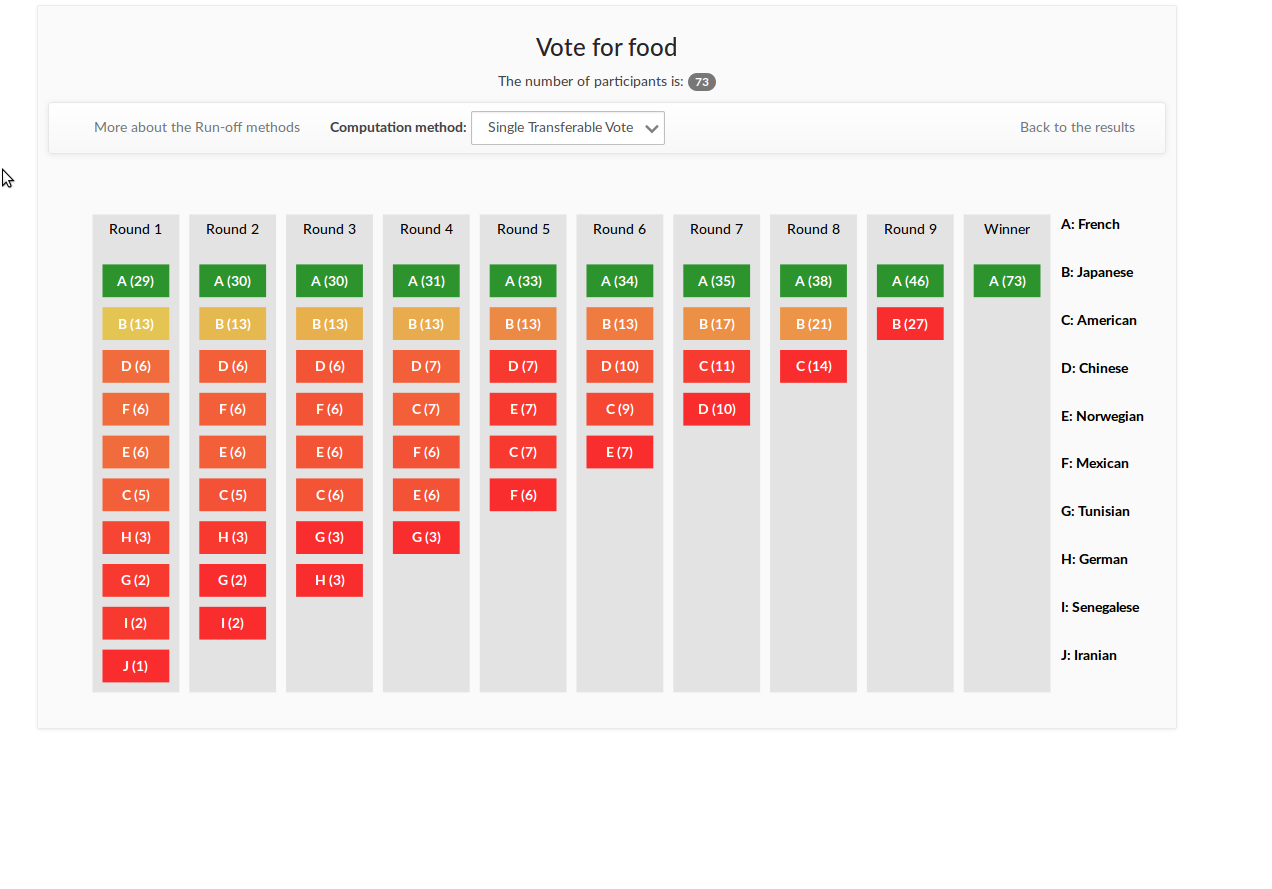 Vote for food
The number of participants is: 73
More about the Run-off methods Computation method: Single Transferable Vote Back to the results
Round 1 Round 2 Round 3 Round 4 Round 5 Round 6 Round 7 Round 8 Round 9 Winner A: French
A (29) A (30) A (30) A (31) A (33) A (34) A (35) A (38) A (46) A (73) B: Japanese
B (13) B (13) B (13) B (13) B (13) B (13) B (17) B (21) B (27) C: American
D (6) D (6) D (6) D (7) D (7) D (10) C (11) C (14) D: Chinese
F (6) F (6) F (6) C (7) E (7) C (9) D (10) E: Norwegian
E (6) E (6) E (6) F (6) C (7) E (7) F: Mexican
C (5) C (5) C (6) E (6) F (6) G: Tunisian
H (3) H (3) G (3) G (3) H: German
G (2) G (2) H (3)
I (2) I (2) I: Senegalese
J (1) J: Iranian